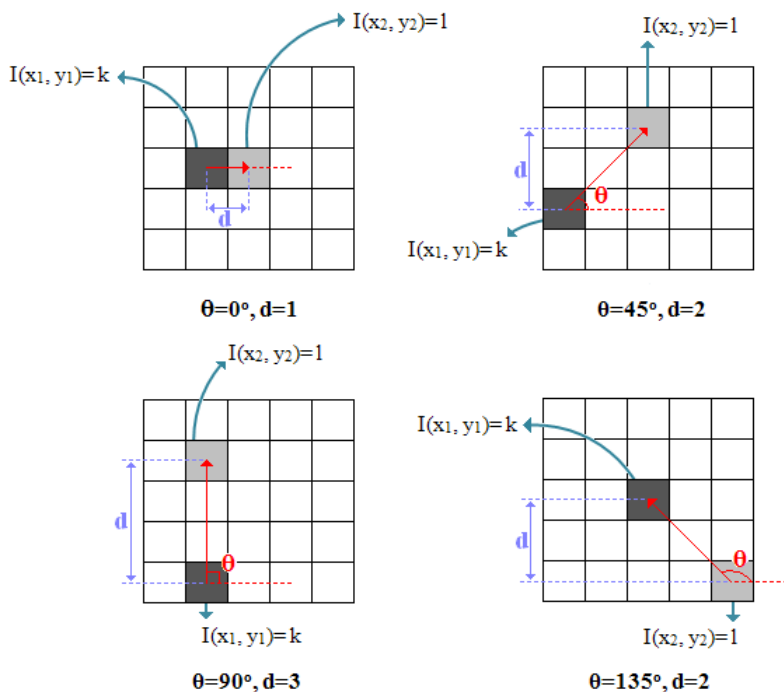 I(x₂, y₂)=1
I(x₁, y₁)=k
d
θ=0°, d=1
I(x₂, y₂)=1
d
θ
I(x₁, y₁)=k
θ=45°, d=2
I(x₂, y₂)=1
d
θ
I(x₁, y₁)=k
θ=90°, d=3
I(x₁, y₁)=k
d
θ
I(x₂, y₂)=1
θ=135°, d=2